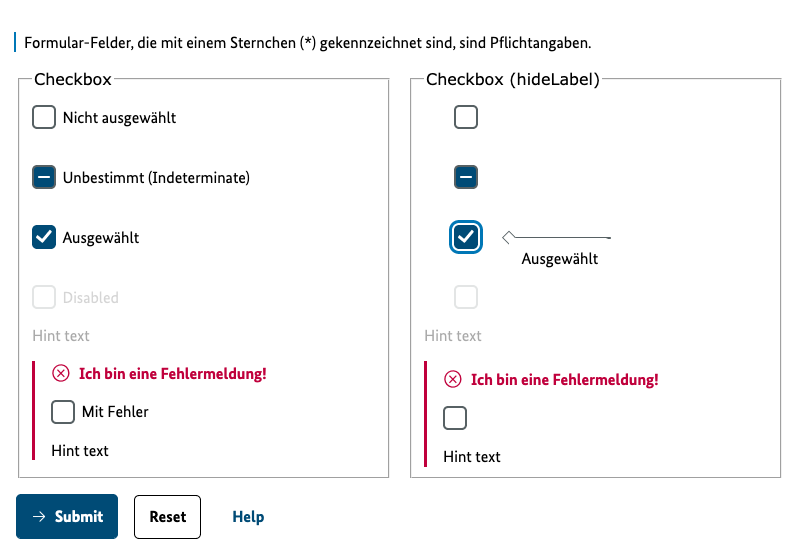 Formular-Felder, die mit einem Sternchen (*) gekennzeichnet sind, sind Pflichtangaben.
Checkbox
Nicht ausgewählt
Unbestimmt (Indeterminate)
Ausgewählt
Disabled
Hint text
Ich bin eine Fehlermeldung!
Mit Fehler
Hint text
Checkbox (hideLabel)
Ausgewählt
Hint text
Ich bin eine Fehlermeldung!
Hint text
Submit
Reset
Help